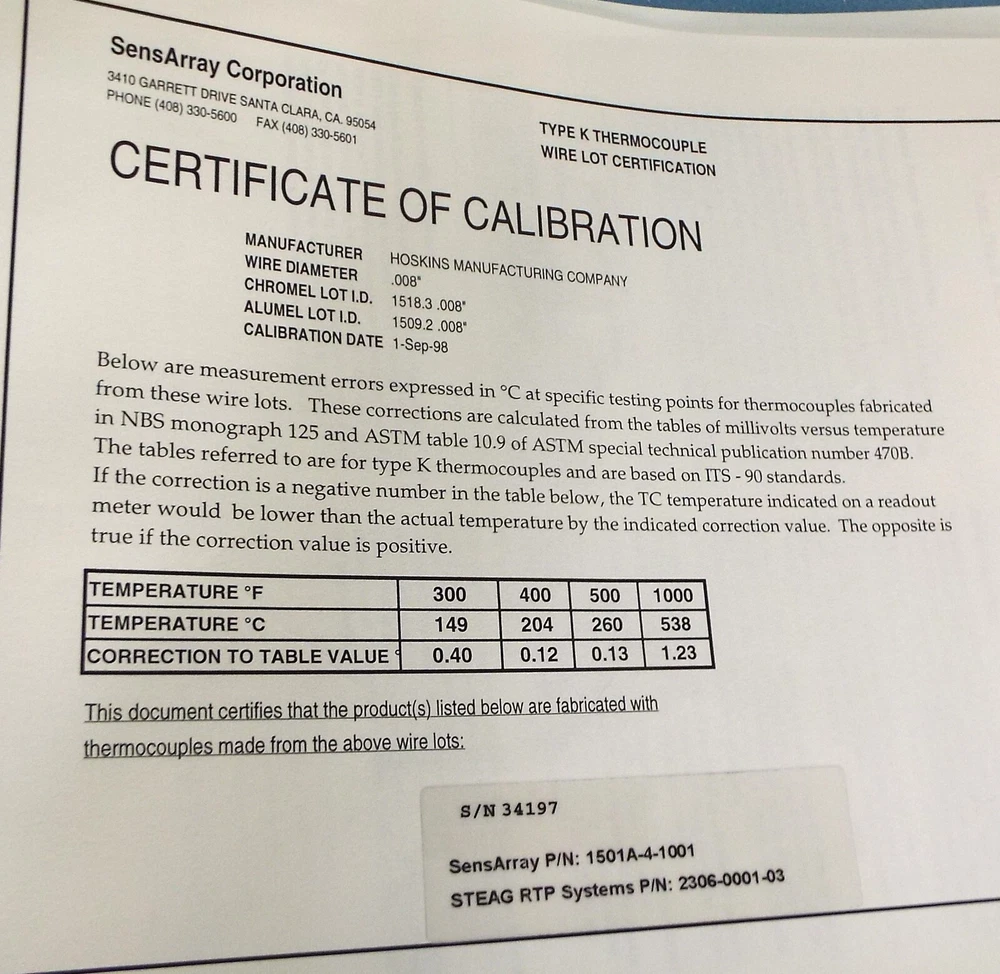 SensArray Corporation
3410 GARRETT DRIVE SANTA CLARA, CA. 95054
PHONE (408) 330-5600 FAX (408) 330-5601
TYPE K THERMOCOUPLE
WIRE LOT CERTIFICATION
CERTIFICATE OF CALIBRATION
MANUFACTURER HOSKINS MANUFACTURING COMPANY
WIRE DIAMETER .008"
CHROMEL LOT I.D. 1518.3 .008"
ALUMEL LOT I.D. 1509.2 .008"
CALIBRATION DATE 1-Sep-98
Below are measurement errors expressed in °C at specific testing points for thermocouples fabricated
from these wire lots. These corrections are calculated from the tables of millivolts versus temperature
in NBS monograph 125 and ASTM table 10.9 of ASTM special technical publication number 470B.
The tables referred to are for type K thermocouples and are based on ITS - 90 standards.
If the correction is a negative number in the table below, the TC temperature indicated on a readout
meter would be lower than the actual temperature by the indicated correction value. The opposite is
true if the correction value is positive.
TEMPERATURE °F 300 400 500 1000
TEMPERATURE °C 149 204 260 538
CORRECTION TO TABLE VALUE 0.40 0.12 0.13 1.23
This document certifies that the product(s) listed below are fabricated with
thermocouples made from the above wire lots:
S/N 34197
SensArray P/N: 1501A-4-1001
STEAG RTP Systems P/N: 2306-0001-03